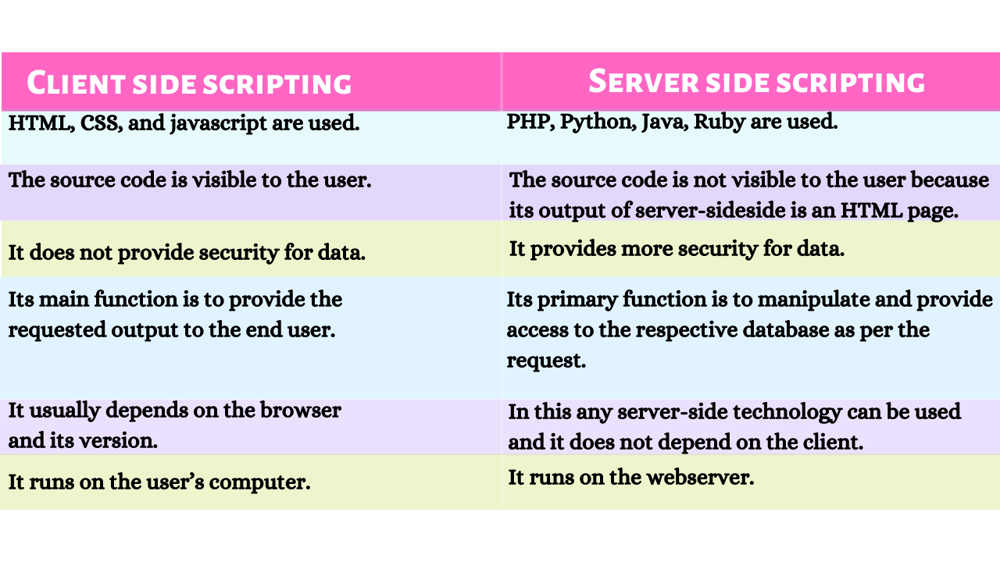 Client side scripting
Server side scripting
HTML, CSS, and javascript are used.
PHP, Python, Java, Ruby are used.
The source code is visible to the user.
The source code is not visible to the user because
its output of server-sideside is an HTML page.
It does not provide security for data.
It provides more security for data.
Its main function is to provide the
requested output to the end user.
Its primary function is to manipulate and provide
access to the respective database as per the
request.
It usually depends on the browser
and its version.
In this any server-side technology can be used
and it does not depend on the client.
It runs on the user’s computer.
It runs on the webserver.